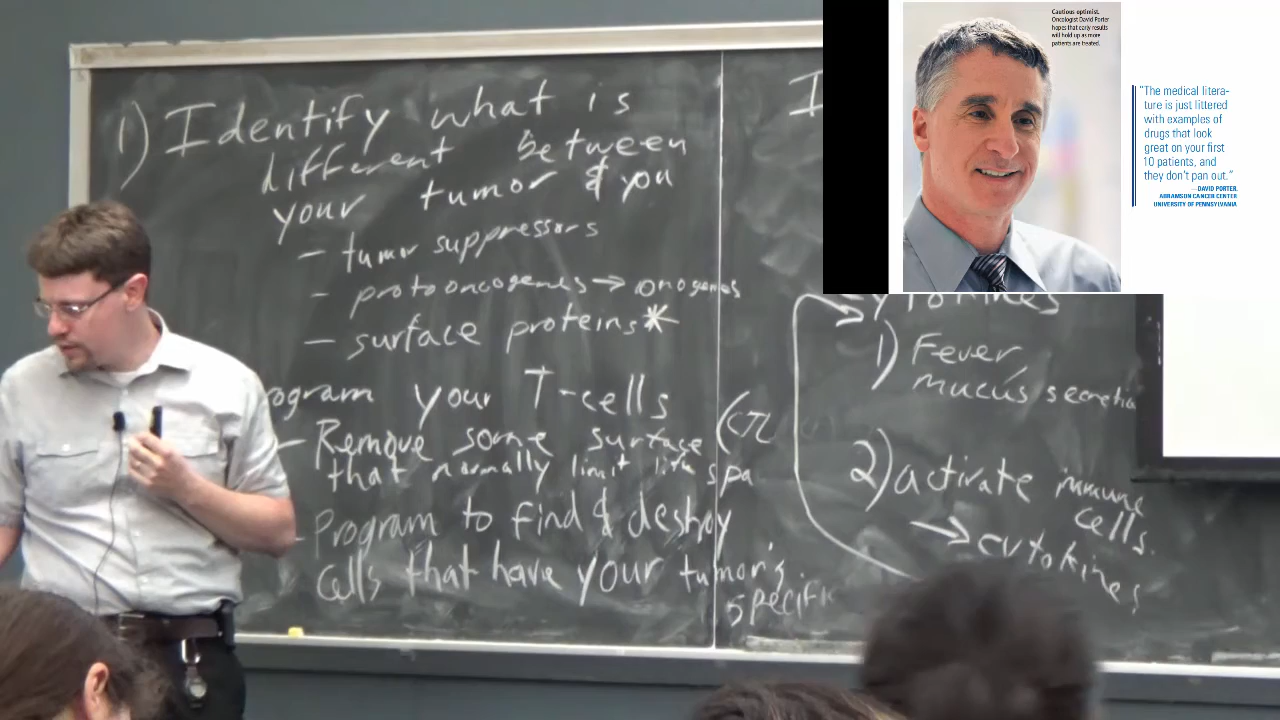 1) Identify what is
different between
your tumor & you
- tumor suppressors
- protooncogenes → onogenes
- surface proteins*
rogram your T-cells
- Remove some surface
that normally limit
- Program to find & destroy
cells that have your tumor's
specific
I
ytokines
1) Fever
mucus secretio
2) activate immune
cells.
→ cytokines
Cautious optimist.
Oncologist David Porter
hopes that early results
will hold up as more
patients are treated.
"The medical litera-
ture is just littered
with examples of
drugs that look
great on your first
10 patients, and
they don't pan out."
—DAVID PORTER,
ABRAMSON CANCER CENTER
UNIVERSITY OF PENNSYLVANIA